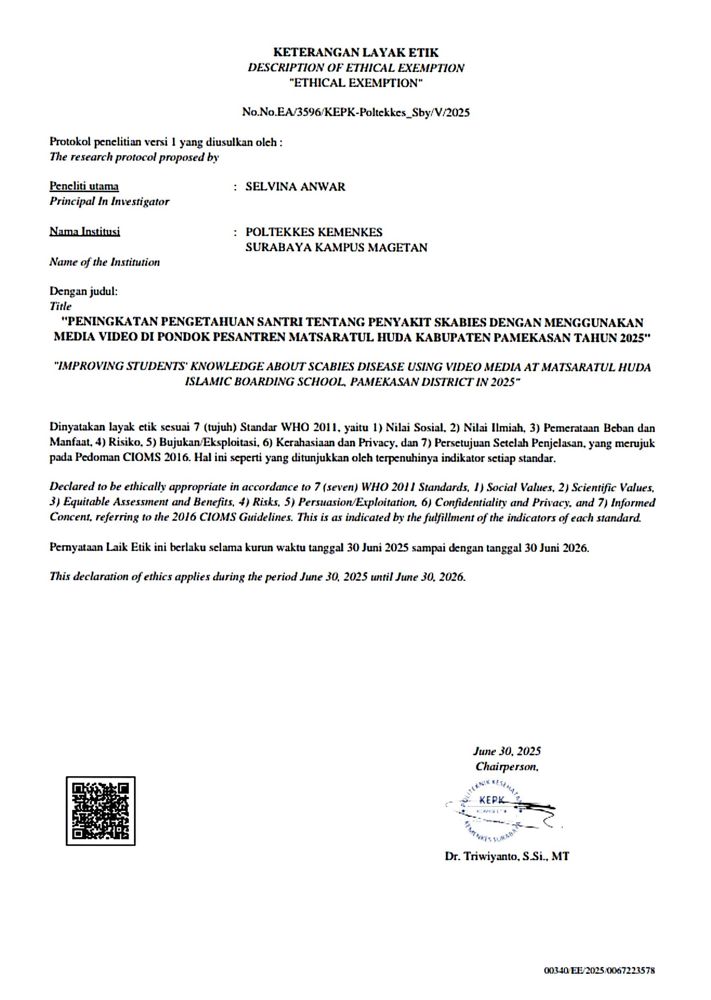 KETERANGAN LAYAK ETIK
DESCRIPTION OF ETHICAL EXEMPTION
"ETHICAL EXEMPTION"
No.No.EA/3596/KEPK-Poltekkes_Sby/V/2025
Protokol penelitian versi 1 yang diusulkan oleh :
The research protocol proposed by
Peneliti utama : SELVINA ANWAR
Principal In Investigator
Nama Institusi : POLTEKKES KEMENKES
SURABAYA KAMPUS MAGETAN
Name of the Institution
Dengan judul:
Title
"PENINGKATAN PENGETAHUAN SANTRI TENTANG PENYAKIT SKABIES DENGAN MENGGUNAKAN
MEDIA VIDEO DI PONDOK PESANTREN MATSARATUL HUDA KABUPATEN PAMEKASAN TAHUN 2025"
"IMPROVING STUDENTS' KNOWLEDGE ABOUT SCABIES DISEASE USING VIDEO MEDIA AT MATSARATUL HUDA
ISLAMIC BOARDING SCHOOL, PAMEKASAN DISTRICT IN 2025"
Dinyatakan layak etik sesuai 7 (tujuh) Standar WHO 2011, yaitu 1) Nilai Sosial, 2) Nilai Ilmiah, 3) Pemerataan Beban dan
Manfaat, 4) Risiko, 5) Bujukan/Eksploitasi, 6) Kerahasiaan dan Privacy, dan 7) Persetujuan Setelah Penjelasan, yang merujuk
pada Pedoman CIOMS 2016. Hal ini seperti yang ditunjukkan oleh terpenuhinya indikator setiap standar.
Declared to be ethically appropriate in accordance to 7 (seven) WHO 2011 Standards, 1) Social Values, 2) Scientific Values,
3) Equitable Assessment and Benefits, 4) Risks, 5) Persuasion/Exploitation, 6) Confidentiality and Privacy, and 7) Informed
Concent, referring to the 2016 CIOMS Guidelines. This is as indicated by the fulfillment of the indicators of each standard.
Pernyataan Laik Etik ini berlaku selama kurun waktu tanggal 30 Juni 2025 sampai dengan tanggal 30 Juni 2026.
This declaration of ethics applies during the period June 30, 2025 until June 30, 2026.
June 30, 2025
Chairperson,
POLITEKNIK KESEHATAN
KEPK
KOMISI ETIK
KEMENKES SURABAYA
Dr. Triwiyanto, S.Si., MT
00340/EE/2025/0067223578